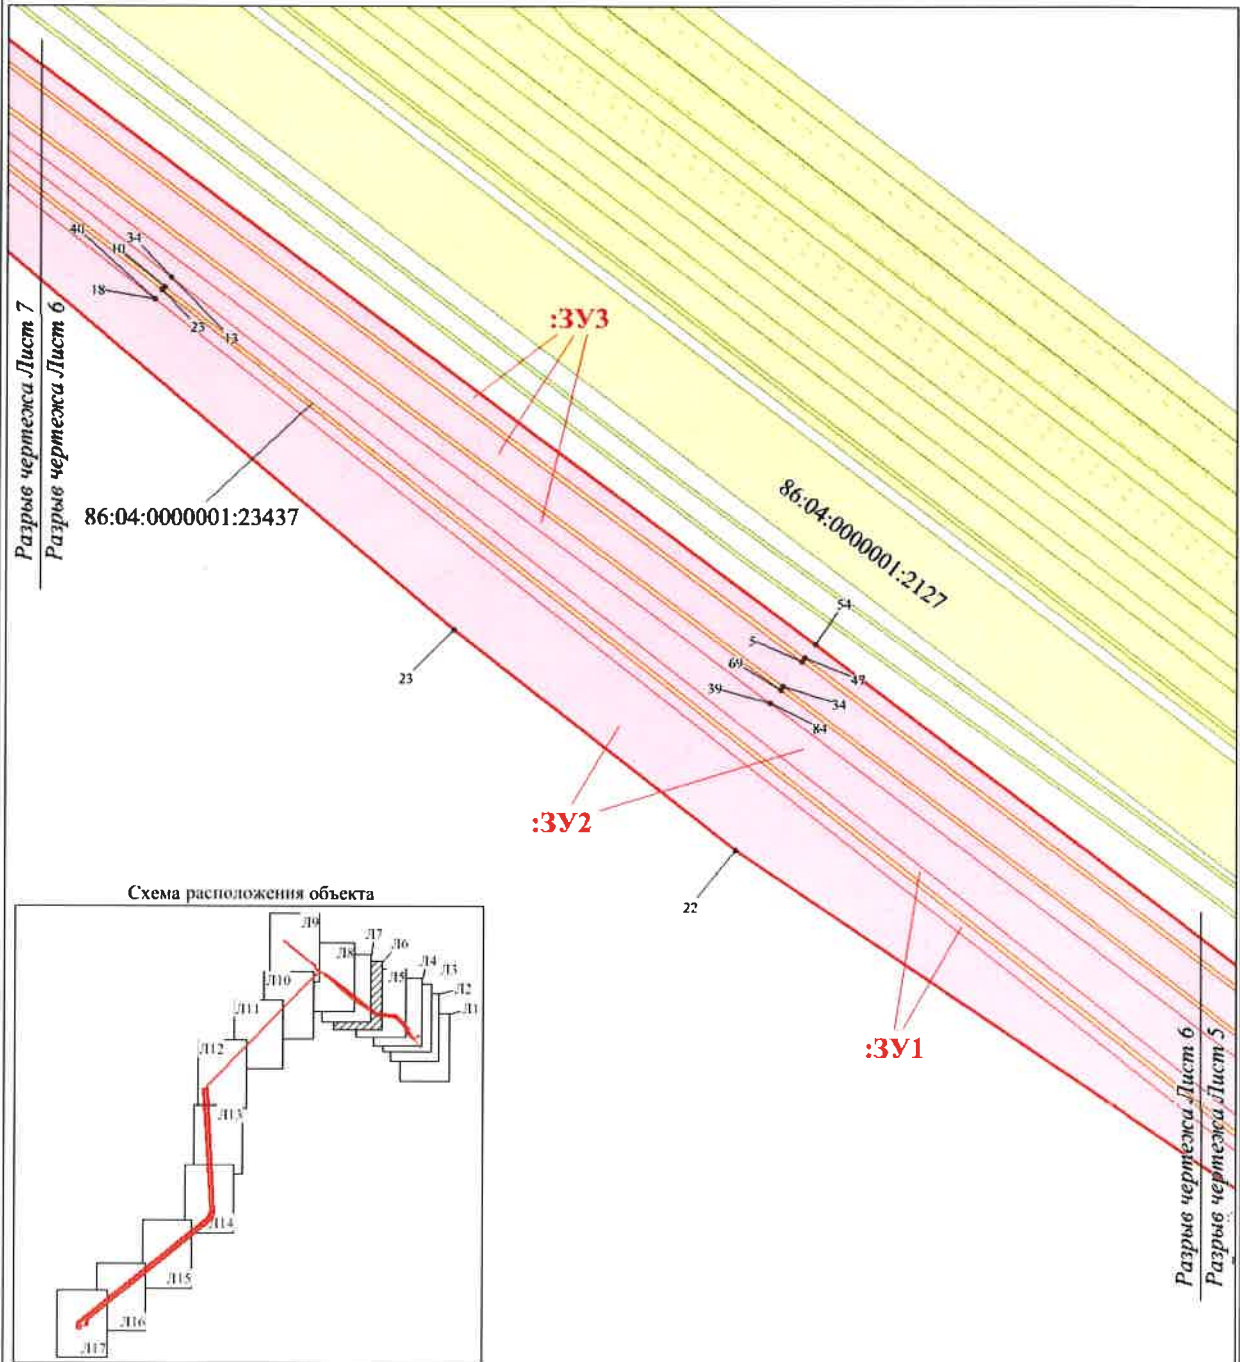 40
34
10
18
23
13
:ЗУ3
Разрыв чертежа Лист 7
Разрыв чертежа Лист 6
86:04:0000001:23437
86:04:0000001:2127
54
5
47
69
34
39
84
23
:ЗУ2
22
:ЗУ1
Разрыв чертежа Лист 6
Разрыв чертежа Лист 5
Схема расположения объекта
Л9
Л7
Л6
Л8
Л5
Л4
Л3
Л2
Л1
Л10
Л11
Л12
Л13
Л14
Л15
Л16
Л17